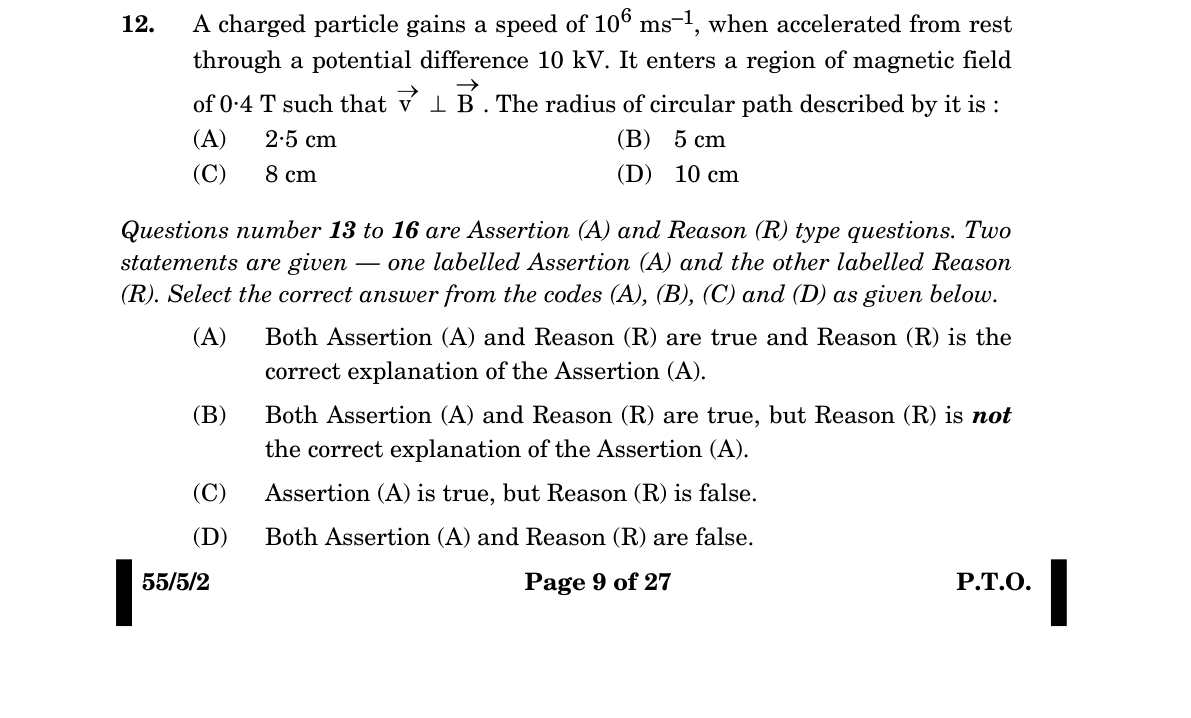 12. A charged particle gains a speed of 10⁶ ms⁻¹, when accelerated from rest
through a potential difference 10 kV. It enters a region of magnetic field
of 0·4 T such that v⃗ ⊥ B⃗ . The radius of circular path described by it is :
(A) 2·5 cm (B) 5 cm
(C) 8 cm (D) 10 cm
Questions number 13 to 16 are Assertion (A) and Reason (R) type questions. Two
statements are given — one labelled Assertion (A) and the other labelled Reason
(R). Select the correct answer from the codes (A), (B), (C) and (D) as given below.
(A) Both Assertion (A) and Reason (R) are true and Reason (R) is the
correct explanation of the Assertion (A).
(B) Both Assertion (A) and Reason (R) are true, but Reason (R) is not
the correct explanation of the Assertion (A).
(C) Assertion (A) is true, but Reason (R) is false.
(D) Both Assertion (A) and Reason (R) are false.
55/5/2 Page 9 of 27 P.T.O.